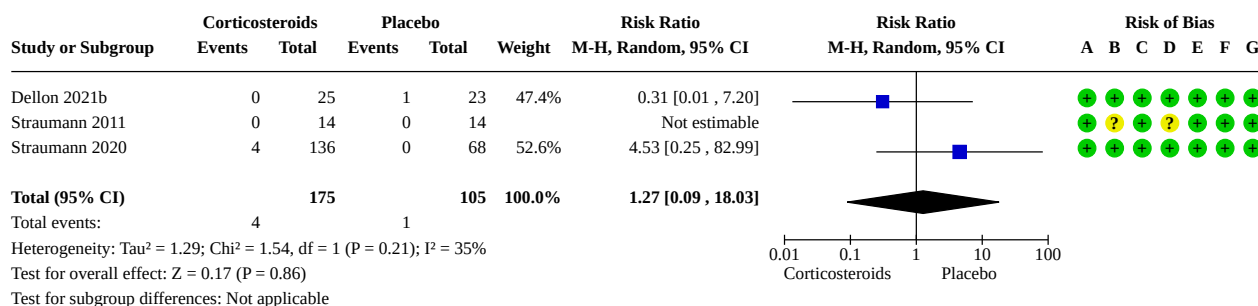 Corticosteroids Placebo Risk Ratio Risk Ratio Risk of Bias
Study or Subgroup Events Total Events Total Weight M-H, Random, 95% CI M-H, Random, 95% CI A B C D E F G
Dellon 2021b 0 25 1 23 47.4% 0.31 [0.01 , 7.20] + + + + + + +
Straumann 2011 0 14 0 14 Not estimable + ? + ? + + +
Straumann 2020 4 136 0 68 52.6% 4.53 [0.25 , 82.99] + + + + + + +
Total (95% CI) 175 105 100.0% 1.27 [0.09 , 18.03]
Total events: 4 1
Heterogeneity: Tau² = 1.29; Chi² = 1.54, df = 1 (P = 0.21); I² = 35%
0.01 0.1 1 10 100
Test for overall effect: Z = 0.17 (P = 0.86)
Corticosteroids Placebo
Test for subgroup differences: Not applicable